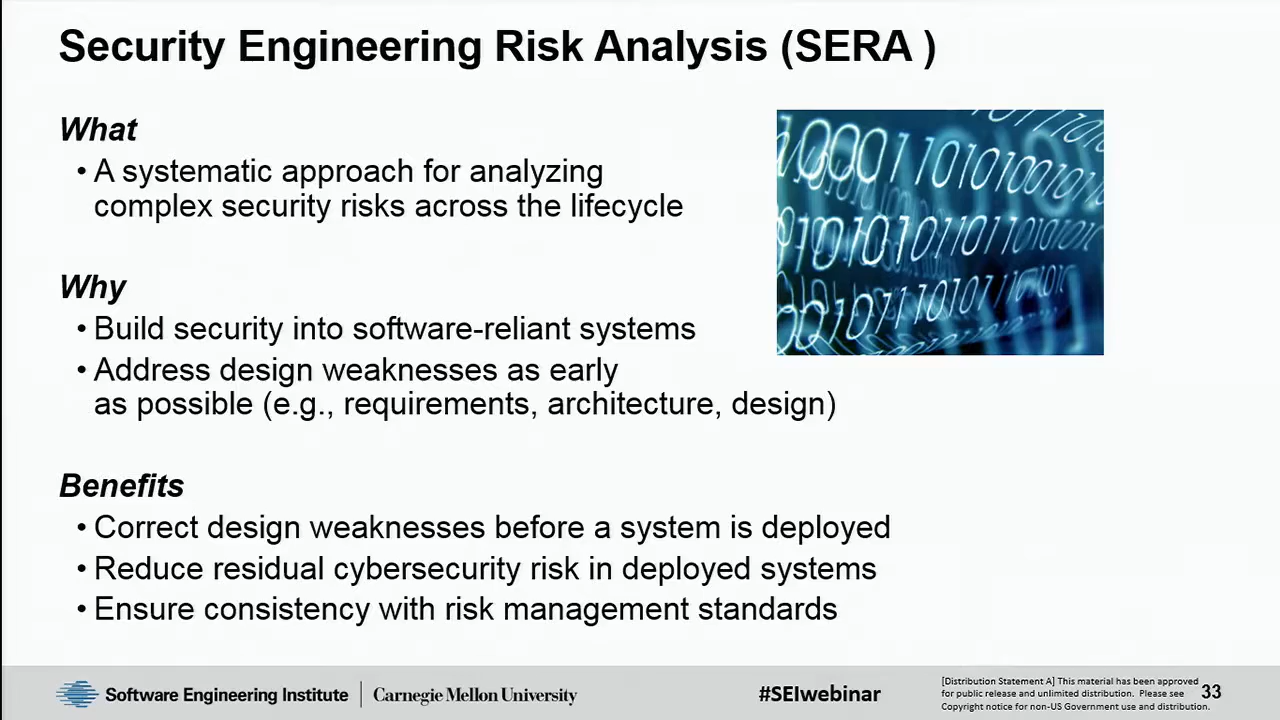 Security Engineering Risk Analysis (SERA )
What
• A systematic approach for analyzing
complex security risks across the lifecycle
Why
• Build security into software-reliant systems
• Address design weaknesses as early
as possible (e.g., requirements, architecture, design)
Benefits
• Correct design weaknesses before a system is deployed
• Reduce residual cybersecurity risk in deployed systems
• Ensure consistency with risk management standards
Software Engineering Institute | Carnegie Mellon University
#SEIwebinar
[Distribution Statement A] This material has been approved
for public release and unlimited distribution. Please see
Copyright notice for non-US Government use and distribution.
33